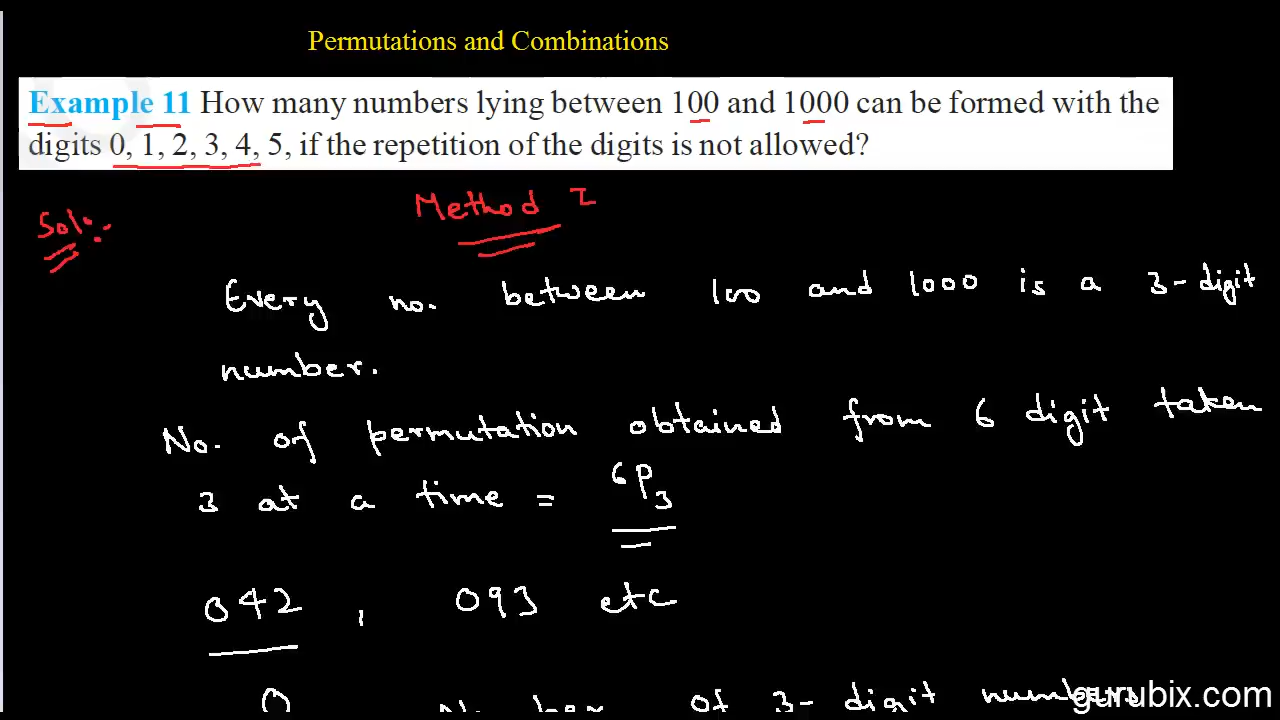 Permutations and Combinations
Example 11 How many numbers lying between 100 and 1000 can be formed with the
digits 0, 1, 2, 3, 4, 5, if the repetition of the digits is not allowed?
Sol:- Method I
Every no. between 100 and 1000 is a 3-digit
number.
No. of permutation obtained from 6 digit taken
3 at a time = 6P3
042 , 093 etc
0 of 3-digit numbers
gurubix.com